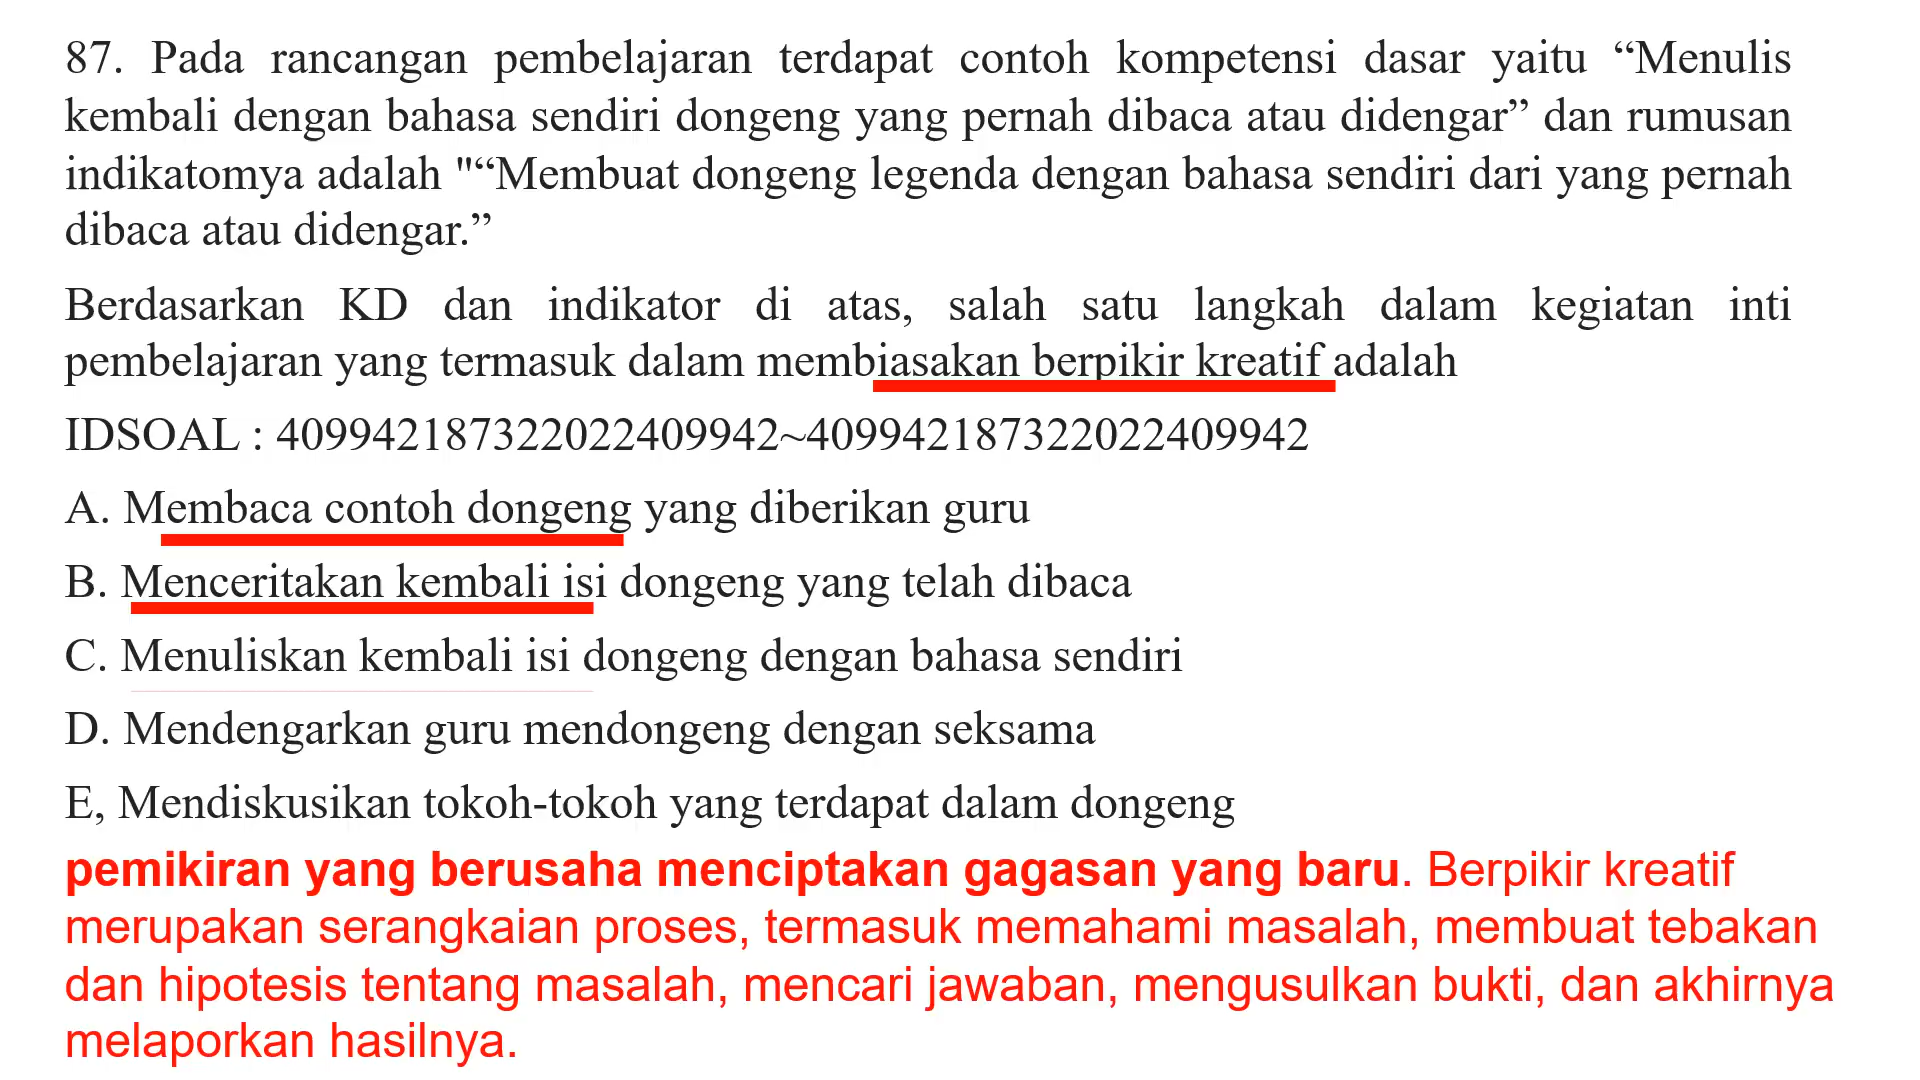 87. Pada rancangan pembelajaran terdapat contoh kompetensi dasar yaitu “Menulis
kembali dengan bahasa sendiri dongeng yang pernah dibaca atau didengar” dan rumusan
indikatomya adalah "“Membuat dongeng legenda dengan bahasa sendiri dari yang pernah
dibaca atau didengar.”
Berdasarkan KD dan indikator di atas, salah satu langkah dalam kegiatan inti
pembelajaran yang termasuk dalam membiasakan berpikir kreatif adalah
IDSOAL : 409942187322022409942~409942187322022409942
A. Membaca contoh dongeng yang diberikan guru
B. Menceritakan kembali isi dongeng yang telah dibaca
C. Menuliskan kembali isi dongeng dengan bahasa sendiri
D. Mendengarkan guru mendongeng dengan seksama
E, Mendiskusikan tokoh-tokoh yang terdapat dalam dongeng
pemikiran yang berusaha menciptakan gagasan yang baru. Berpikir kreatif
merupakan serangkaian proses, termasuk memahami masalah, membuat tebakan
dan hipotesis tentang masalah, mencari jawaban, mengusulkan bukti, dan akhirnya
melaporkan hasilnya.